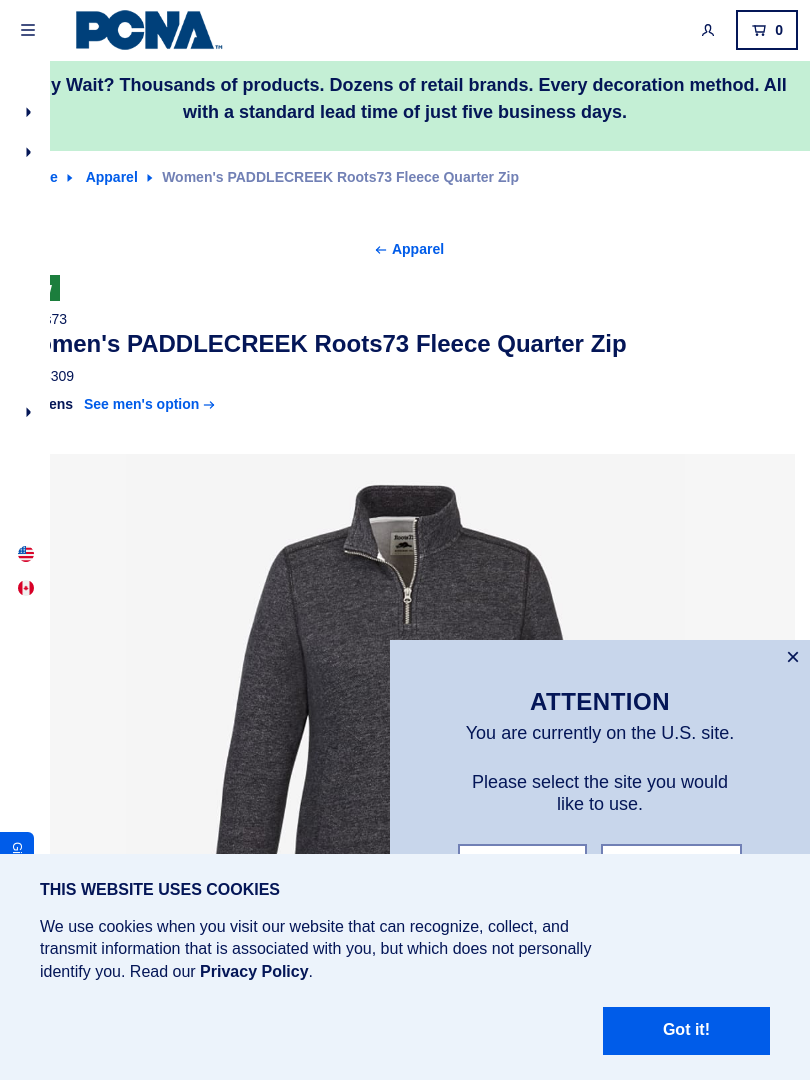 PCNA
TM
0
y Wait? Thousands of products. Dozens of retail brands. Every decoration method. All
with a standard lead time of just five business days.
e Apparel Women's PADDLECREEK Roots73 Fleece Quarter Zip
← Apparel
s73
men's PADDLECREEK Roots73 Fleece Quarter Zip
309
ens See men's option →
ATTENTION
You are currently on the U.S. site.
Please select the site you would
like to use.
Gi
THIS WEBSITE USES COOKIES
We use cookies when you visit our website that can recognize, collect, and
transmit information that is associated with you, but which does not personally
identify you. Read our Privacy Policy.
Got it!